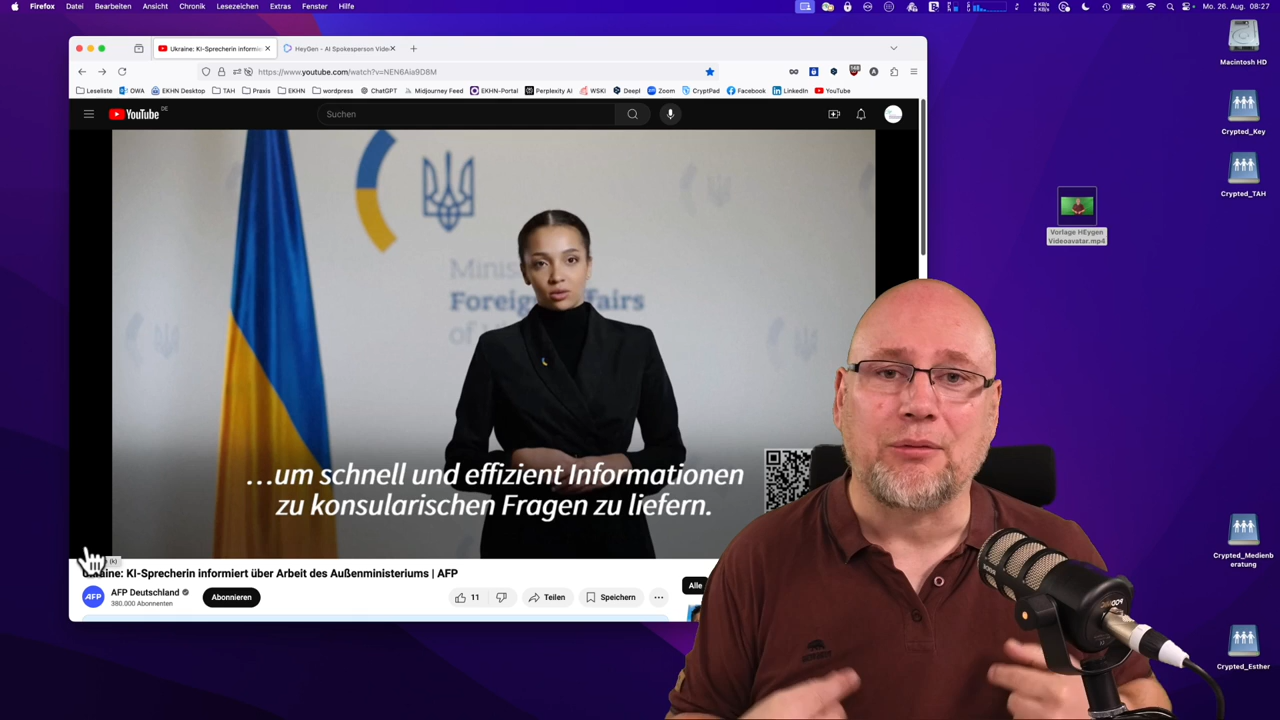 Firefox Datei Bearbeiten Ansicht Chronik Lesezeichen Extras Fenster Hilfe
Mo. 26. Aug. 08:27
Ukraine: KI-Sprecherin informie
HeyGen - AI Spokesperson Video
https://www.youtube.com/watch?v=NEN6Aia9D8M
148
Leseliste OWA EKHN Desktop TAH Praxis EKHN wordpress ChatGPT Midjourney Feed EKHN-Portal Perplexity AI WSKI Deepl Zoom CryptPad Facebook LinkedIn YouTube
YouTube DE
Suchen
Minis
Foreign Affairs
of U
…um schnell und effizient Informationen
zu konsularischen Fragen zu liefern.
(k)
Ukraine: KI-Sprecherin informiert über Arbeit des Außenministeriums | AFP
AFP
AFP Deutschland
380.000 Abonnenten
Abonnieren
11
Teilen
Speichern
Alle
Vorlage HEygen
Videoavatar.mp4
Macintosh HD
Crypted_Key
Crypted_TAH
Crypted_Medienb
eratung
Crypted_Esther